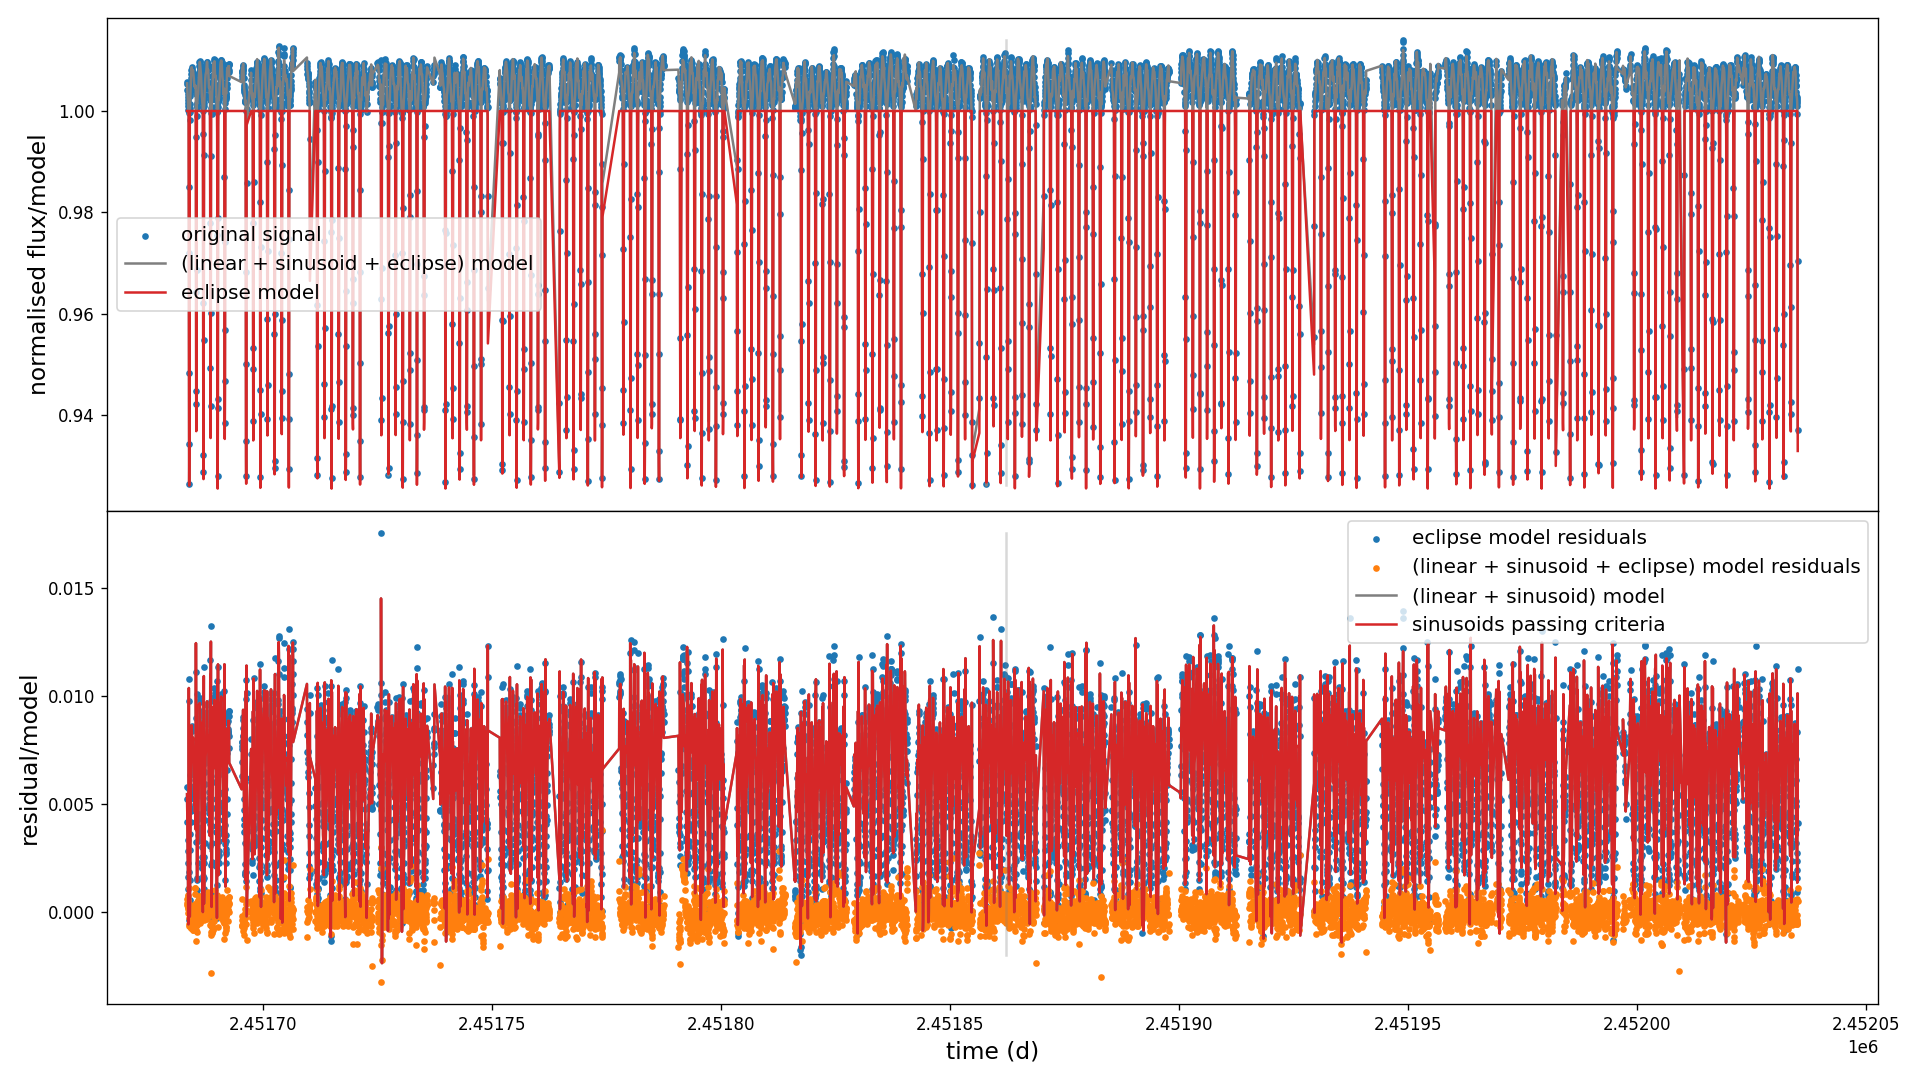 normalised flux/model
1.00
0.98
0.96
0.94
original signal
(linear + sinusoid + eclipse) model
eclipse model
residual/model
0.015
0.010
0.005
0.000
eclipse model residuals
(linear + sinusoid + eclipse) model residuals
(linear + sinusoid) model
sinusoids passing criteria
2.45170 2.45175 2.45180 2.45185 2.45190 2.45195 2.45200 2.45205
time (d)
1e6